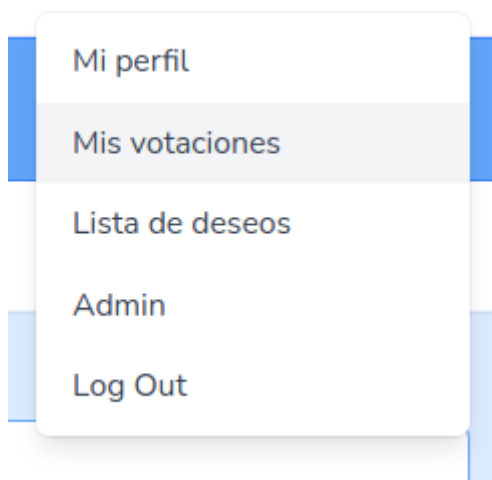 Mi perfil
Mis votaciones
Lista de deseos
Admin
Log Out